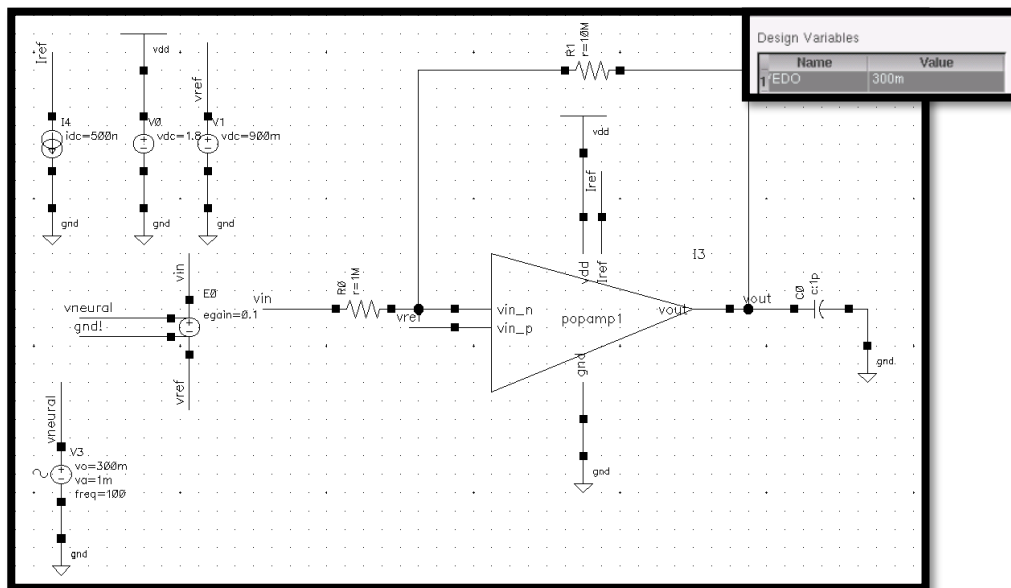 Design Variables
Name Value
1 EDO 300m
Iref
I4
idc=500n
gnd
vdd
V0
vdc=1.8
gnd
vref
V1
vdc=900m
gnd
vin
E0
egain=0.1
vneural
gnd!
vref
vneural
V3
vo=300m
va=1m
freq=100
gnd
vin
R0
r=1M
vref
R1
r=10M
vdd
Iref
vdd
Iref
I3
vin_n
vin_p
popamp1
vout
gnd
gnd
vout
C0
c:1p
gnd